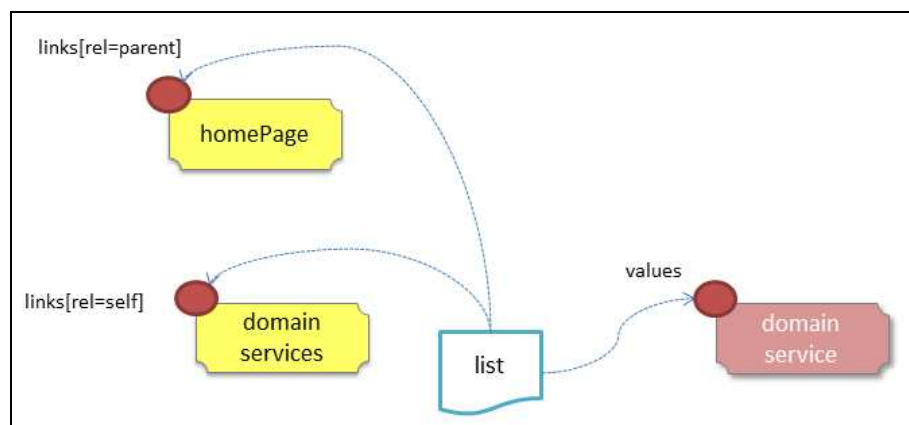 links[rel=parent]
homePage
links[rel=self]
domain
services
list
values
domain
service